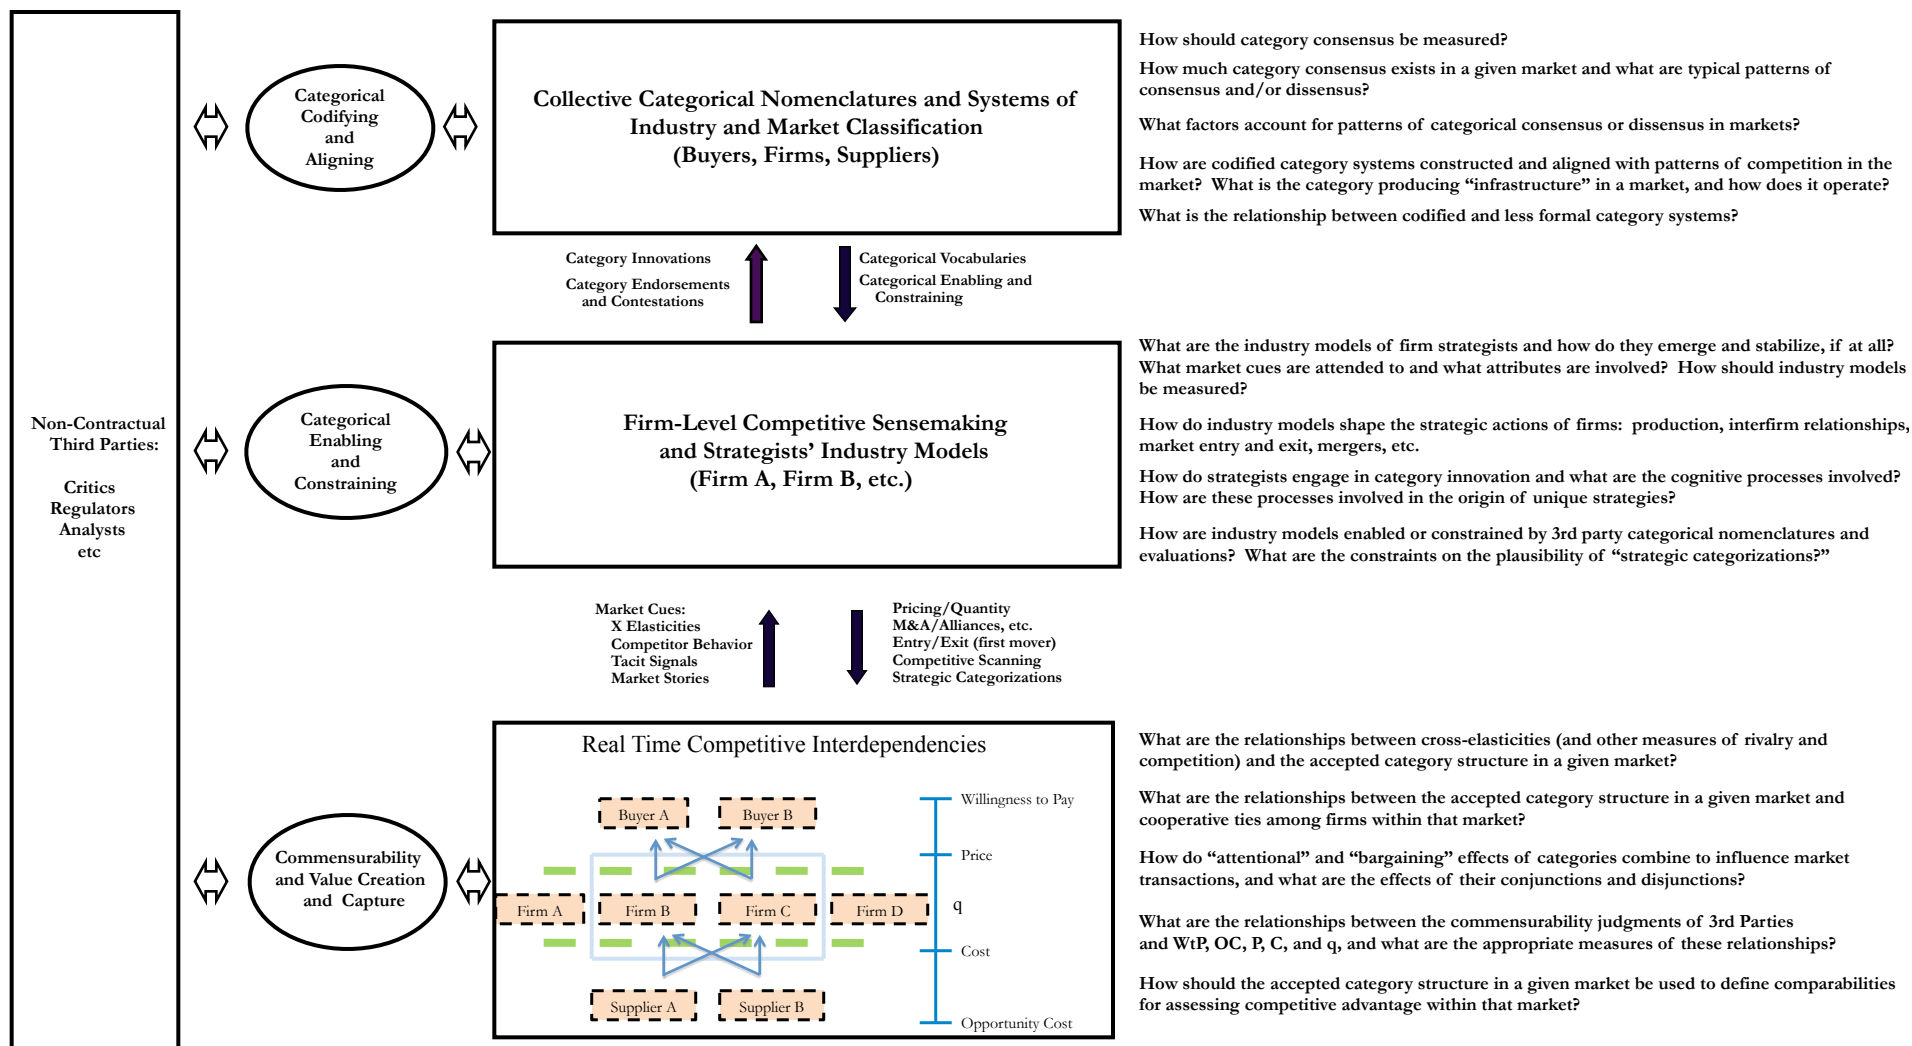 Non-Contractual
Third Parties:
Critics
Regulators
Analysts
etc
Categorical
Codifying
and
Aligning
Collective Categorical Nomenclatures and Systems of
Industry and Market Classification
(Buyers, Firms, Suppliers)
How should category consensus be measured?
How much category consensus exists in a given market and what are typical patterns of
consensus and/or dissensus?
What factors account for patterns of categorical consensus or dissensus in markets?
How are codified category systems constructed and aligned with patterns of competition in the
market?  What is the category producing “infrastructure” in a market, and how does it operate?
What is the relationship between codified and less formal category systems?
Category Innovations
Category Endorsements
and Contestations
Categorical Vocabularies
Categorical Enabling and
Constraining
Categorical
Enabling
and
Constraining
Firm-Level Competitive Sensemaking
and Strategists’ Industry Models
(Firm A, Firm B, etc.)
What are the industry models of firm strategists and how do they emerge and stabilize, if at all?
What market cues are attended to and what attributes are involved?  How should industry models
be measured?
How do industry models shape the strategic actions of firms:  production, interfirm relationships,
market entry and exit, mergers, etc.
How do strategists engage in category innovation and what are the cognitive processes involved?
How are these processes involved in the origin of unique strategies?
How are industry models enabled or constrained by 3rd party categorical nomenclatures and
evaluations?  What are the constraints on the plausibility of “strategic categorizations?”
Market Cues:
X Elasticities
Competitor Behavior
Tacit Signals
Market Stories
Pricing/Quantity
M&A/Alliances, etc.
Entry/Exit (first mover)
Competitive Scanning
Strategic Categorizations
Commensurability
and Value Creation
and  Capture
Real Time Competitive Interdependencies
Buyer A
Buyer B
Firm A
Firm B
Firm C
Firm D
Supplier A
Supplier B
Willingness to Pay
Price
q
Cost
Opportunity Cost
What are the relationships between cross-elasticities (and other measures of rivalry and
competition) and the accepted category structure in a given market?
What are the relationships between the accepted category structure in a given market and
cooperative ties among firms within that market?
How do “attentional” and “bargaining” effects of categories combine to influence market
transactions, and what are the effects of their conjunctions and disjunctions?
What are the relationships between the commensurability judgments of 3rd Parties
and WtP, OC, P, C, and q, and what are the appropriate measures of these relationships?
How should the accepted category structure in a given market be used to define comparabilities
for assessing competitive advantage within that market?